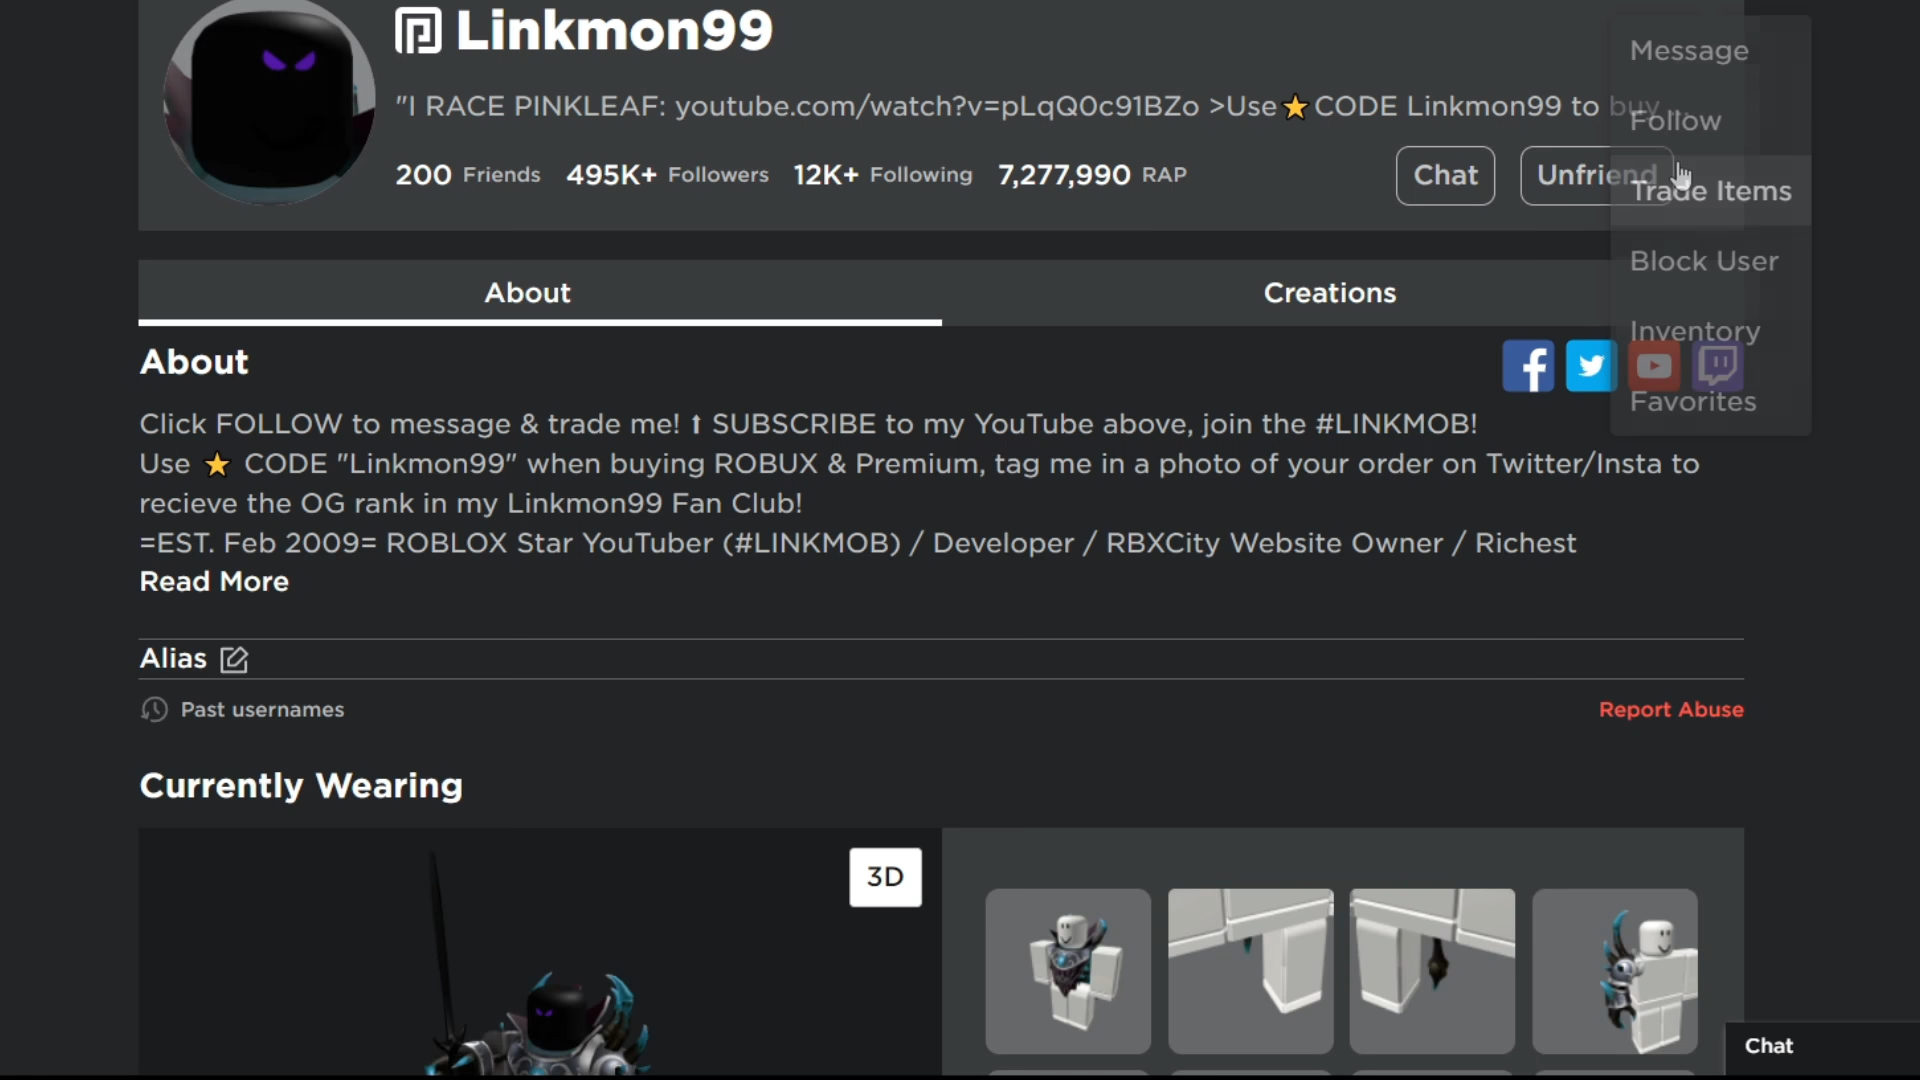 Linkmon99
"I RACE PINKLEAF: youtube.com/watch?v=pLqQ0c91BZo >Use⭐CODE Linkmon99 to buy...
200 Friends 495K+ Followers 12K+ Following 7,277,990 RAP
Chat
Unfriend
Message
Follow
Trade Items
Block User
Inventory
Favorites
About
Creations
About
Click FOLLOW to message & trade me! ⬆ SUBSCRIBE to my YouTube above, join the #LINKMOB!
Use ⭐ CODE "Linkmon99" when buying ROBUX & Premium, tag me in a photo of your order on Twitter/Insta to
recieve the OG rank in my Linkmon99 Fan Club!
=EST. Feb 2009= ROBLOX Star YouTuber (#LINKMOB) / Developer / RBXCity Website Owner / Richest
Read More
Alias
Past usernames
Report Abuse
Currently Wearing
3D
Chat